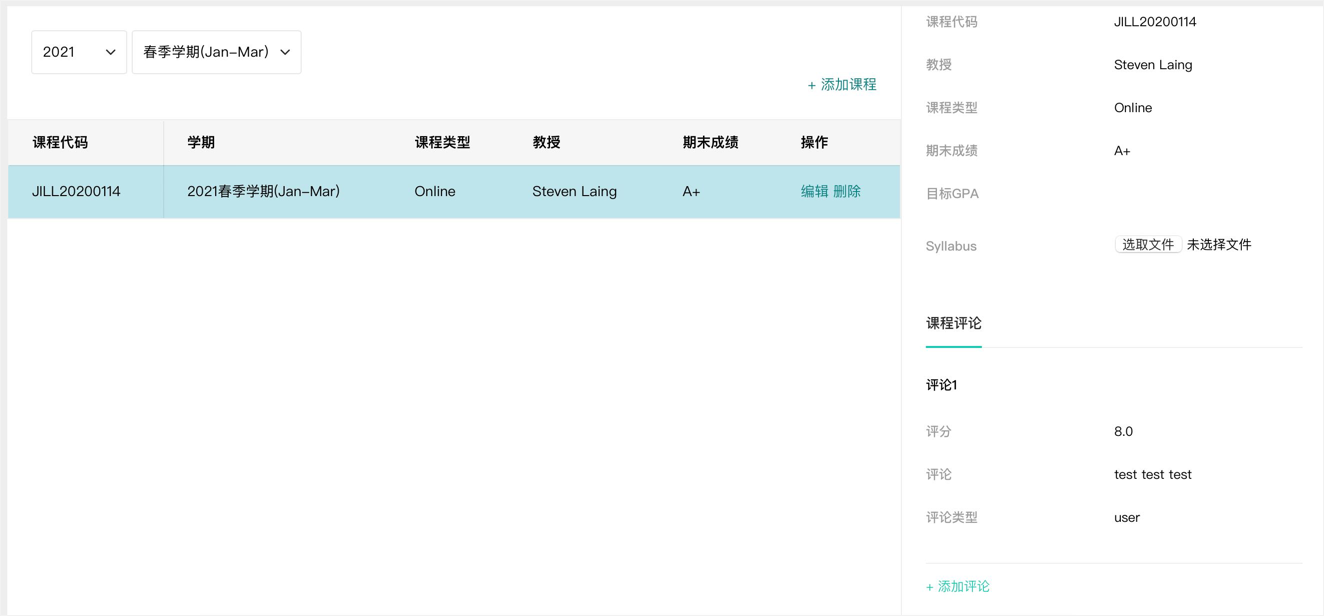 2021 春季学期(Jan-Mar)
+ 添加课程
课程代码 学期 课程类型 教授 期末成绩 操作
JILL20200114 2021春季学期(Jan-Mar) Online Steven Laing A+ 编辑 删除
课程代码 JILL20200114
教授 Steven Laing
课程类型 Online
期末成绩 A+
目标GPA
Syllabus 选取文件 未选择文件
课程评论
评论1
评分 8.0
评论 test test test
评论类型 user
+ 添加评论